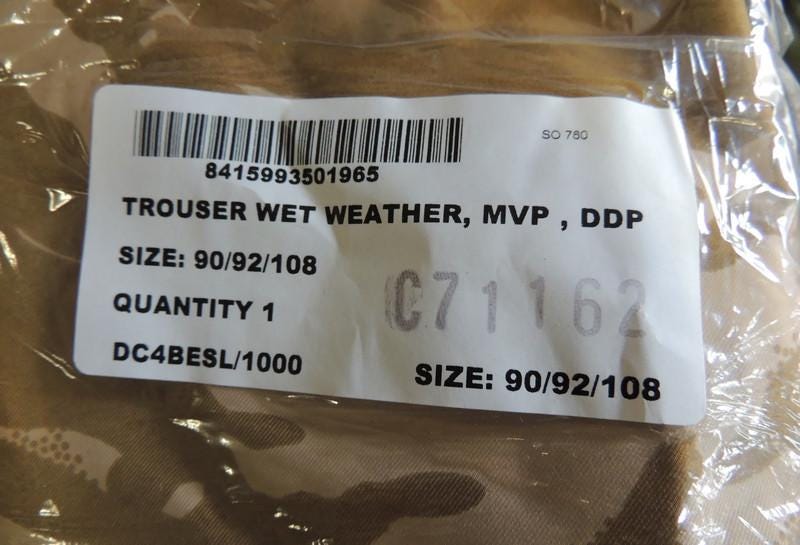 SO 780
8415993501965
TROUSER WET WEATHER, MVP , DDP
SIZE: 90/92/108
QUANTITY 1
C71162
DC4BESL/1000
SIZE: 90/92/108